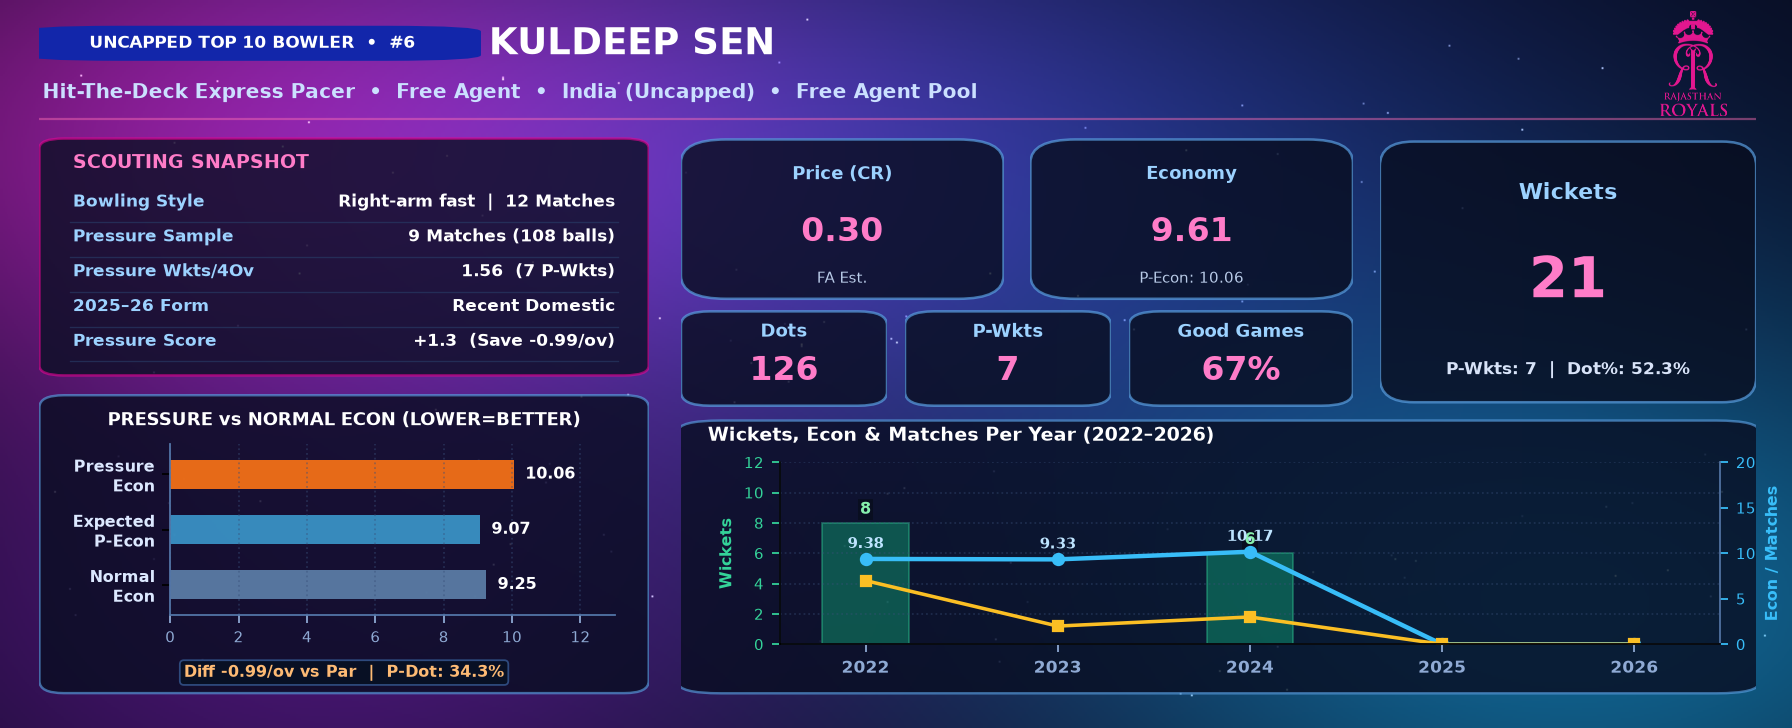 UNCAPPED TOP 10 BOWLER • #6
KULDEEP SEN
Hit-The-Deck Express Pacer • Free Agent • India (Uncapped) • Free Agent Pool
RAJASTHAN
ROYALS
SCOUTING SNAPSHOT
Bowling Style Right-arm fast | 12 Matches
Pressure Sample 9 Matches (108 balls)
Pressure Wkts/4Ov 1.56 (7 P-Wkts)
2025–26 Form Recent Domestic
Pressure Score +1.3 (Save -0.99/ov)
Price (CR)
0.30
FA Est.
Economy
9.61
P-Econ: 10.06
Wickets
21
P-Wkts: 7 | Dot%: 52.3%
Dots
126
P-Wkts
7
Good Games
67%
PRESSURE vs NORMAL ECON (LOWER=BETTER)
Pressure
Econ
10.06
Expected
P-Econ
9.07
Normal
Econ
9.25
0 2 4 6 8 10 12
Diff -0.99/ov vs Par | P-Dot: 34.3%
Wickets, Econ & Matches Per Year (2022–2026)
Wickets
12
10
8
6
4
2
0
8
9.38
9.33
10.17
6
20
15
10
5
0
Econ / Matches
2022 2023 2024 2025 2026